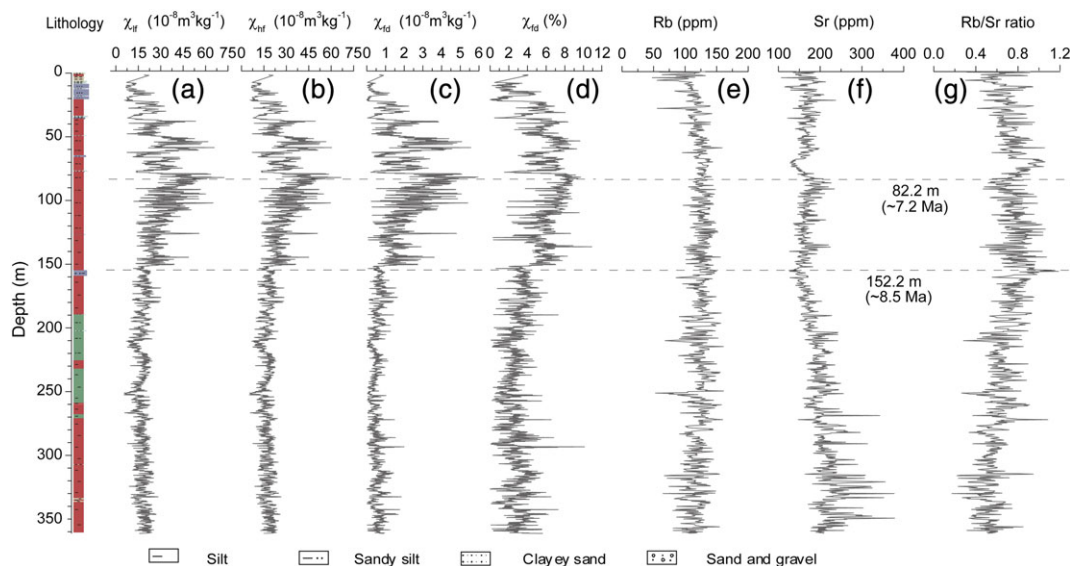 Lithology χlf (10⁻⁸m³kg⁻¹) χhf (10⁻⁸m³kg⁻¹) χfd (10⁻⁸m³kg⁻¹) χfd (%) Rb (ppm) Sr (ppm) Rb/Sr ratio
0 15 30 45 60 75 0 15 30 45 60 75 0 1 2 3 4 5 6 0 2 4 6 8 10 12 0 50 100 150 200 100 200 300 400 0.0 0.4 0.8 1.2
(a) (b) (c) (d) (e) (f) (g)
0
50
100
150
200
250
300
350
Depth (m)
82.2 m
(~7.2 Ma)
152.2 m
(~8.5 Ma)
Silt Sandy silt Clayey sand Sand and gravel